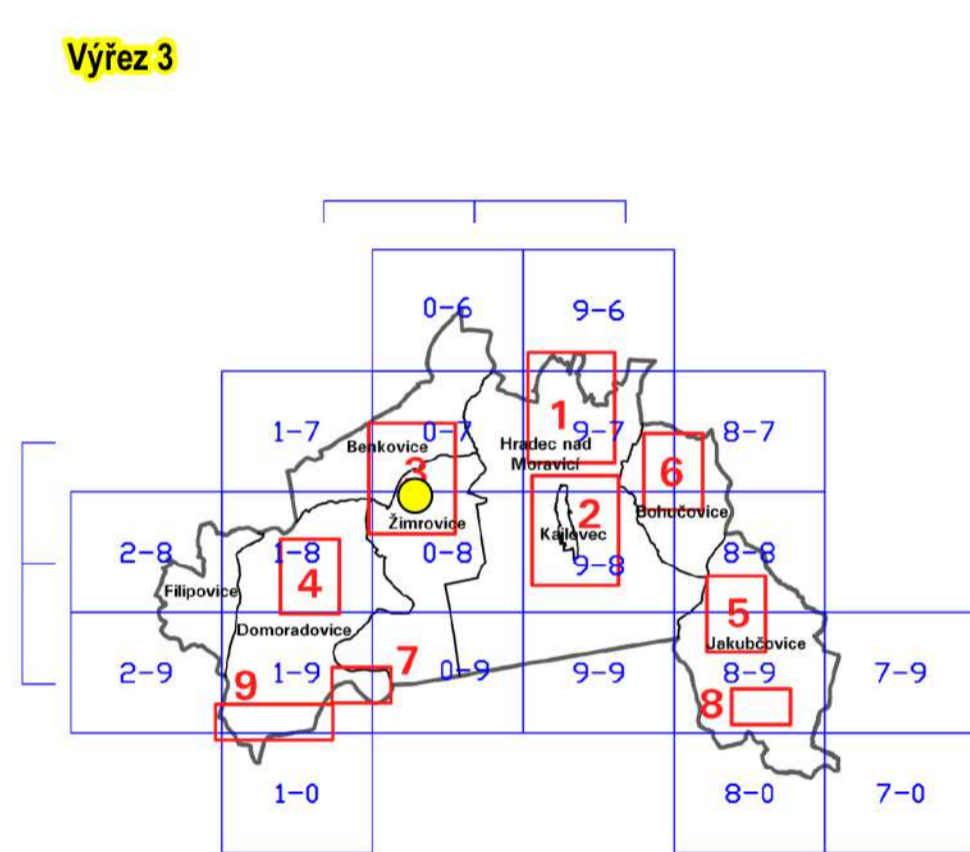 Výřez 3
0-6
9-6
1
1-7
0-7
9-7
8-7
Benkovice
Hradec nad
Moravicí
3
6
2
Bohučovice
Žimrovice
Kajlovec
2-8
1-8
0-8
9-8
8-8
4
Filipovice
5
Domoradovice
Jakubčovice
7
2-9
1-9
0-9
9-9
8-9
7-9
9
8
1-0
8-0
7-0